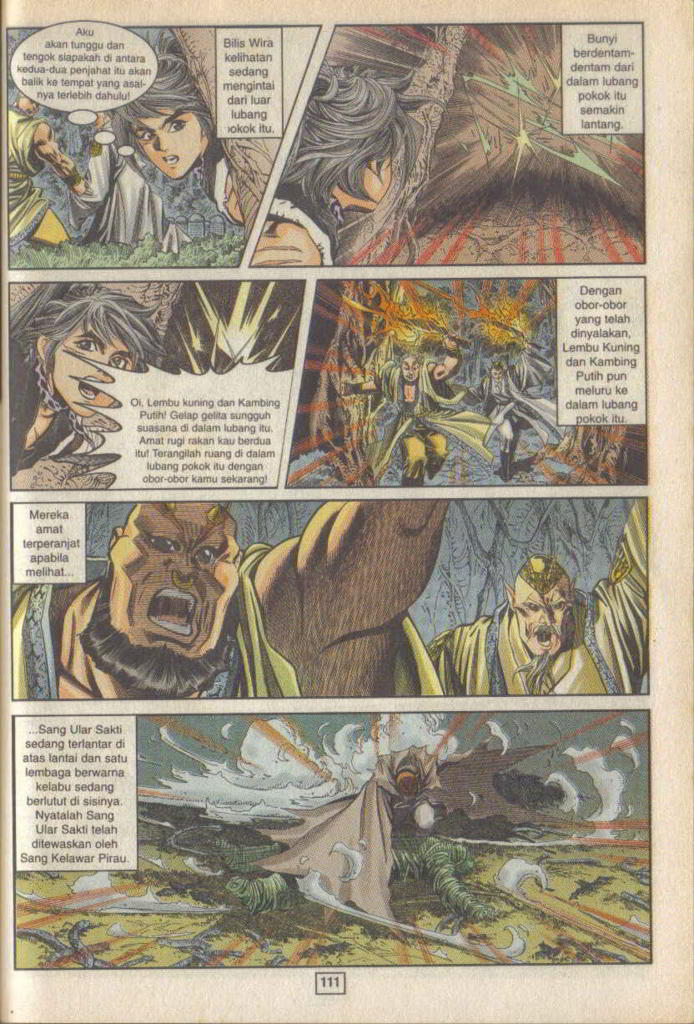 Aku
akan tunggu dan
tengok siapakah di antara
kedua-dua penjahat itu akan
balik ke tempat yang asal-
nya terlebih dahulu!
Bilis Wira
kelihatan
sedang
mengintai
dari luar
lubang
pokok itu.
Bunyi
berdentam-
dentam dari
dalam lubang
pokok itu
semakin
lantang.
Oi, Lembu kuning dan Kambing
Putih! Gelap gelita sungguh
suasana di dalam lubang itu.
Amat rugi rakan kau berdua
itu! Terangilah ruang di dalam
lubang pokok itu dengan
obor-obor kamu sekarang!
Dengan
obor-obor
yang telah
dinyalakan,
Lembu Kuning
dan Kambing
Putih pun
meluru ke
dalam lubang
pokok itu.
Mereka
amat
terperanjat
apabila
melihat...
...Sang Ular Sakti
sedang terlantar di
atas lantai dan satu
lembaga berwarna
kelabu sedang
berlutut di sisinya.
Nyatalah Sang
Ular Sakti telah
ditewaskan oleh
Sang Kelawar Pirau.
111